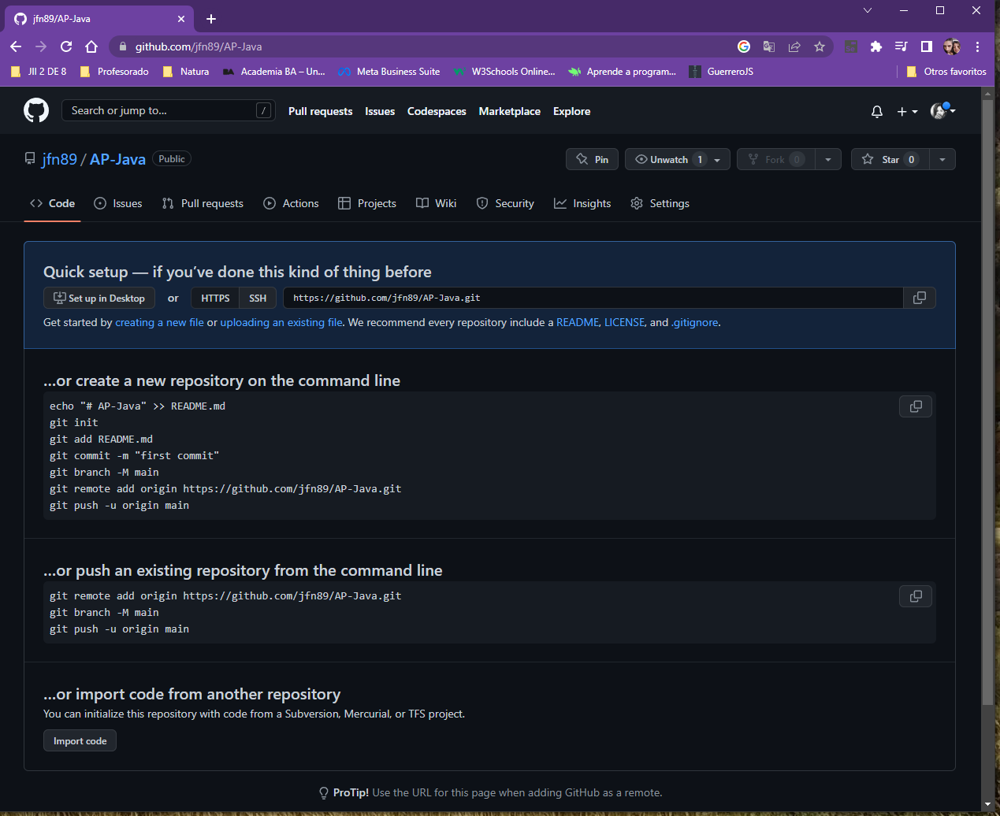 jfn89/AP-Java
github.com/jfn89/AP-Java
JII 2 DE 8 Profesorado Natura Academia BA – Un... Meta Business Suite W3Schools Online... Aprende a program... GuerreroJS Otros favoritos
Search or jump to... / Pull requests Issues Codespaces Marketplace Explore
jfn89 / AP-Java Public Pin Unwatch 1 Fork 0 Star 0
Code Issues Pull requests Actions Projects Wiki Security Insights Settings
Quick setup — if you’ve done this kind of thing before
Set up in Desktop or HTTPS SSH https://github.com/jfn89/AP-Java.git
Get started by creating a new file or uploading an existing file. We recommend every repository include a README, LICENSE, and .gitignore.
…or create a new repository on the command line
echo "# AP-Java" >> README.md
git init
git add README.md
git commit -m "first commit"
git branch -M main
git remote add origin https://github.com/jfn89/AP-Java.git
git push -u origin main
…or push an existing repository from the command line
git remote add origin https://github.com/jfn89/AP-Java.git
git branch -M main
git push -u origin main
…or import code from another repository
You can initialize this repository with code from a Subversion, Mercurial, or TFS project.
Import code
ProTip! Use the URL for this page when adding GitHub as a remote.